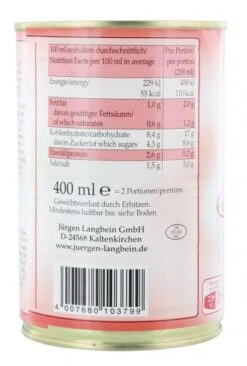 100 ml enthalten durchschnittlich/ Pro Portion/
Nutrition Facts per 100 ml in average per Portion
(200 ml)
Energie/energy 229 kJ 459 kJ
55 kcal 110 kcal
Fett/fat 1,0 g 2,0 g
davon gesättigte Fettsäuren/
of which saturates 0,6 g 1,2 g
Kohlenhydrate/carbohydrate 8,4 g 17 g
davon Zucker/of which sugars 4,3 g 8,6 g
Eiweiß/protein 2,6 g 5,2 g
Salz/salt 1,5 g 3,0 g
400 ml e = 2 Portionen/portions
Gewichtsverlust durch Erhitzen.
Mindestens haltbar bis: siehe Boden
Jürgen Langbein GmbH
D-24568 Kaltenkirchen
www.juergen-langbein.de
4 007680 103799